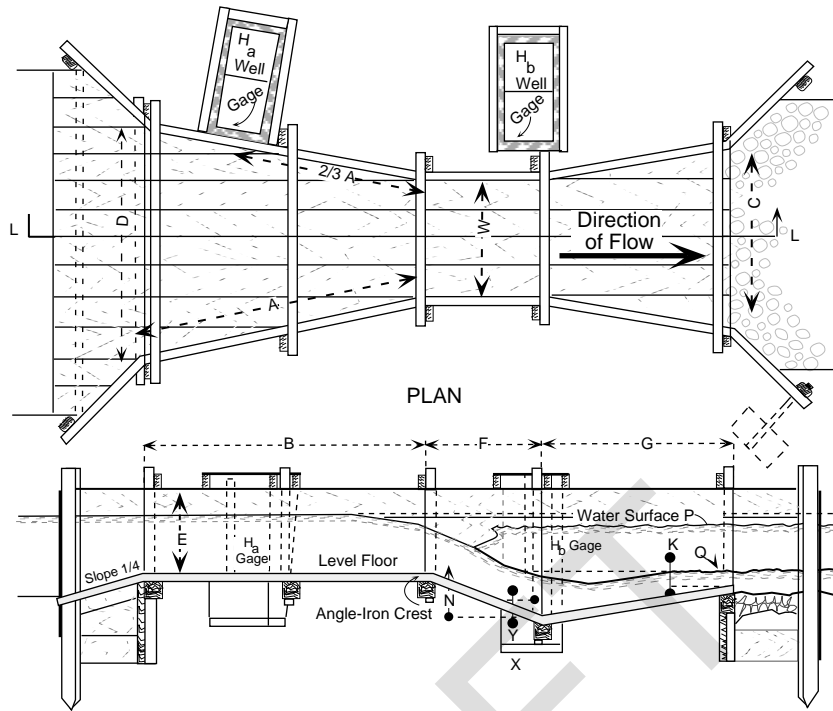 H
a
Well
Gage
H
b
Well
Gage
2/3 A
L
D
W
C
L
Direction
of Flow
A
PLAN
B
F
G
E
Water Surface P
H
a
Gage
H
b
Gage
K
Q
Slope 1/4
Level Floor
N
Angle-Iron Crest
Y
X